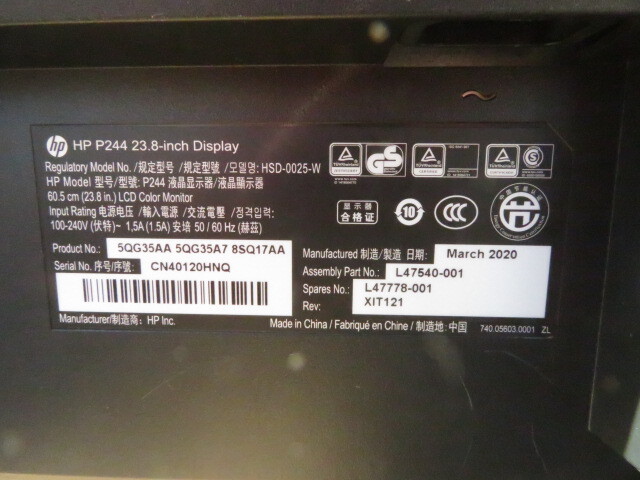 hp HP P244 23.8-inch Display
Regulatory Model No. /规定型号/規定型號/모델명: HSD-0025-W
HP Model 型号/型號: P244 液晶显示器/液晶顯示器
60.5 cm (23.8 in.) LCD Color Monitor
Input Rating 电源电压 / 輸入電源 / 交流電壓 / 정격입력:
100-240V (伏特)~ 1,5A (1.5A) 安培 50 / 60 Hz (赫茲)
显示器
合格证
10
CCC
Product No.: 5QG35AA 5QG35A7 8SQ17AA
Serial No. 序号/序號: CN40120HNQ
Manufacturer/制造商: HP Inc.
Manufactured 制造/製造 日期: March 2020
Assembly Part No.: L47540-001
Spares No.: L47778-001
Rev: XIT121
Made in China / Fabriqué en Chine / 制造地: 中国 740.05603.0001 ZL